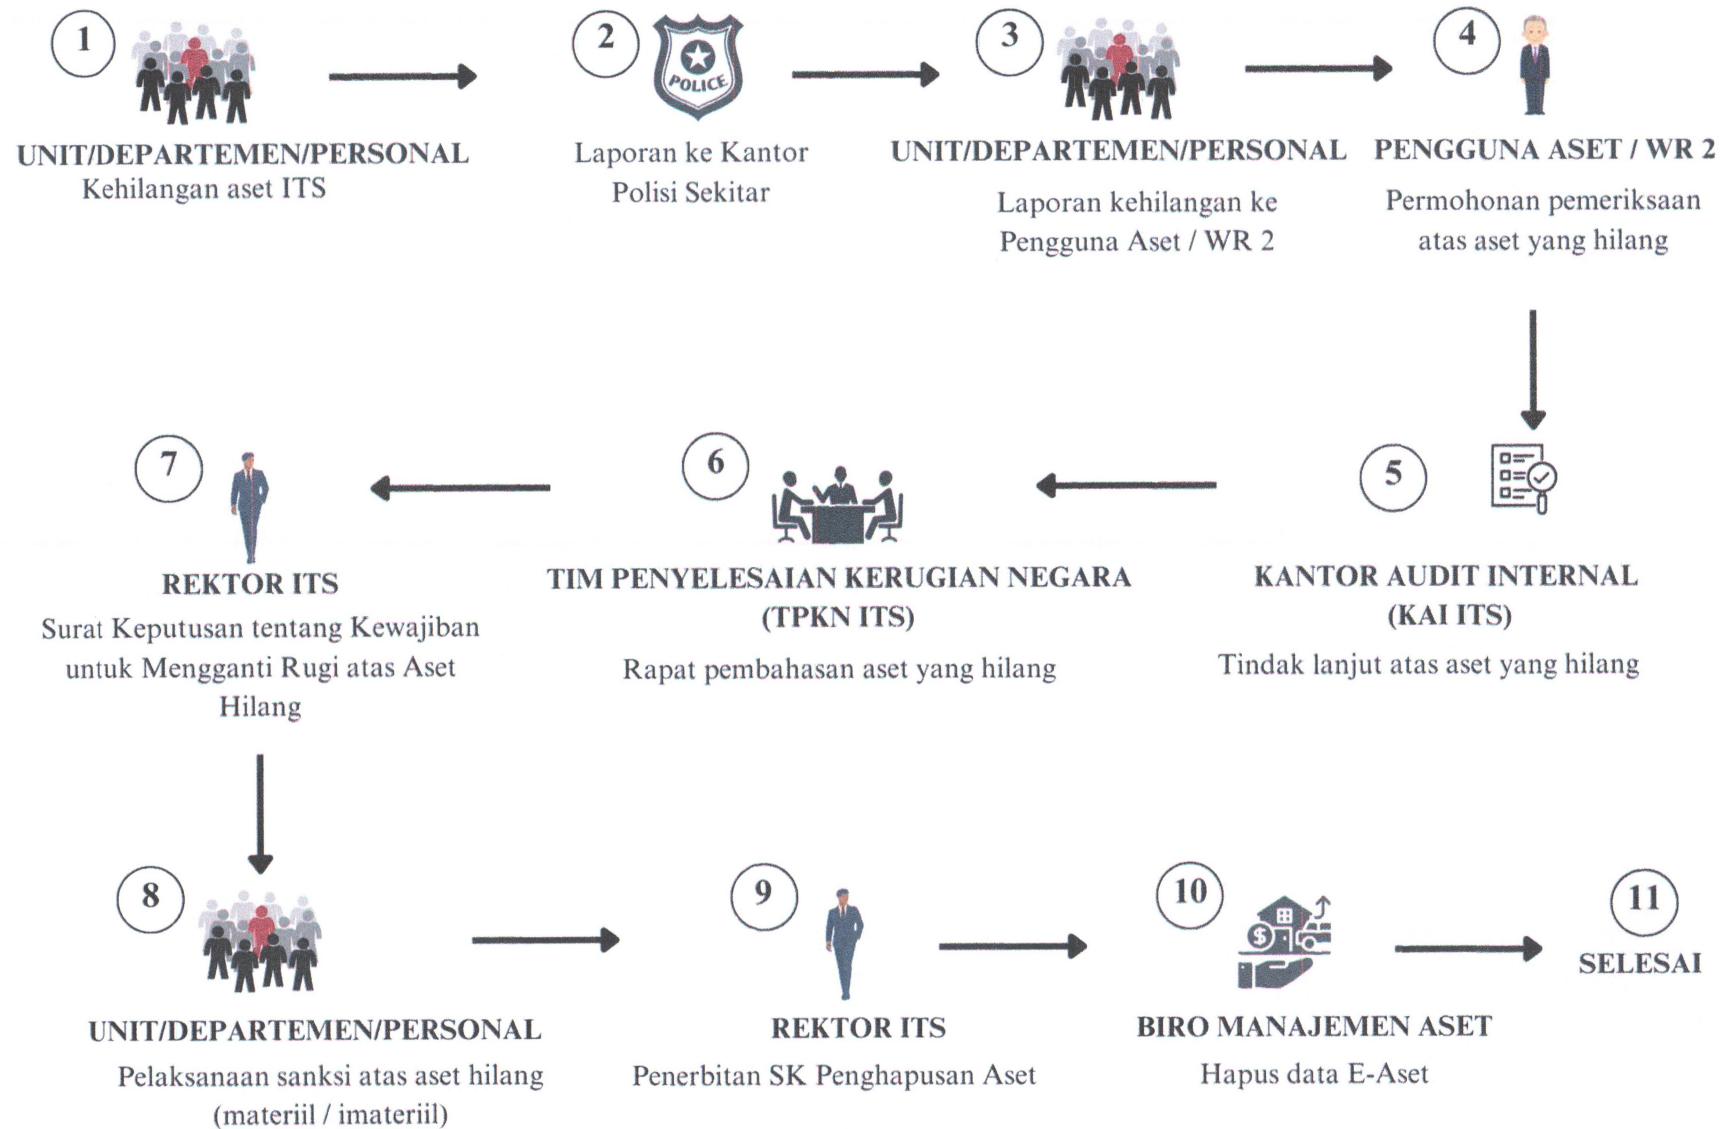 1
UNIT/DEPARTEMEN/PERSONAL
Kehilangan aset ITS
2
POLICE
Laporan ke Kantor
Polisi Sekitar
3
UNIT/DEPARTEMEN/PERSONAL
Laporan kehilangan ke
Pengguna Aset / WR 2
4
PENGGUNA ASET / WR 2
Permohonan pemeriksaan
atas aset yang hilang
5
KANTOR AUDIT INTERNAL
(KAI ITS)
Tindak lanjut atas aset yang hilang
6
TIM PENYELESAIAN KERUGIAN NEGARA
(TPKN ITS)
Rapat pembahasan aset yang hilang
7
REKTOR ITS
Surat Keputusan tentang Kewajiban
untuk Mengganti Rugi atas Aset
Hilang
8
UNIT/DEPARTEMEN/PERSONAL
Pelaksanaan sanksi atas aset hilang
(materiil / imateriil)
9
REKTOR ITS
Penerbitan SK Penghapusan Aset
10
$
BIRO MANAJEMEN ASET
Hapus data E-Aset
11
SELESAI